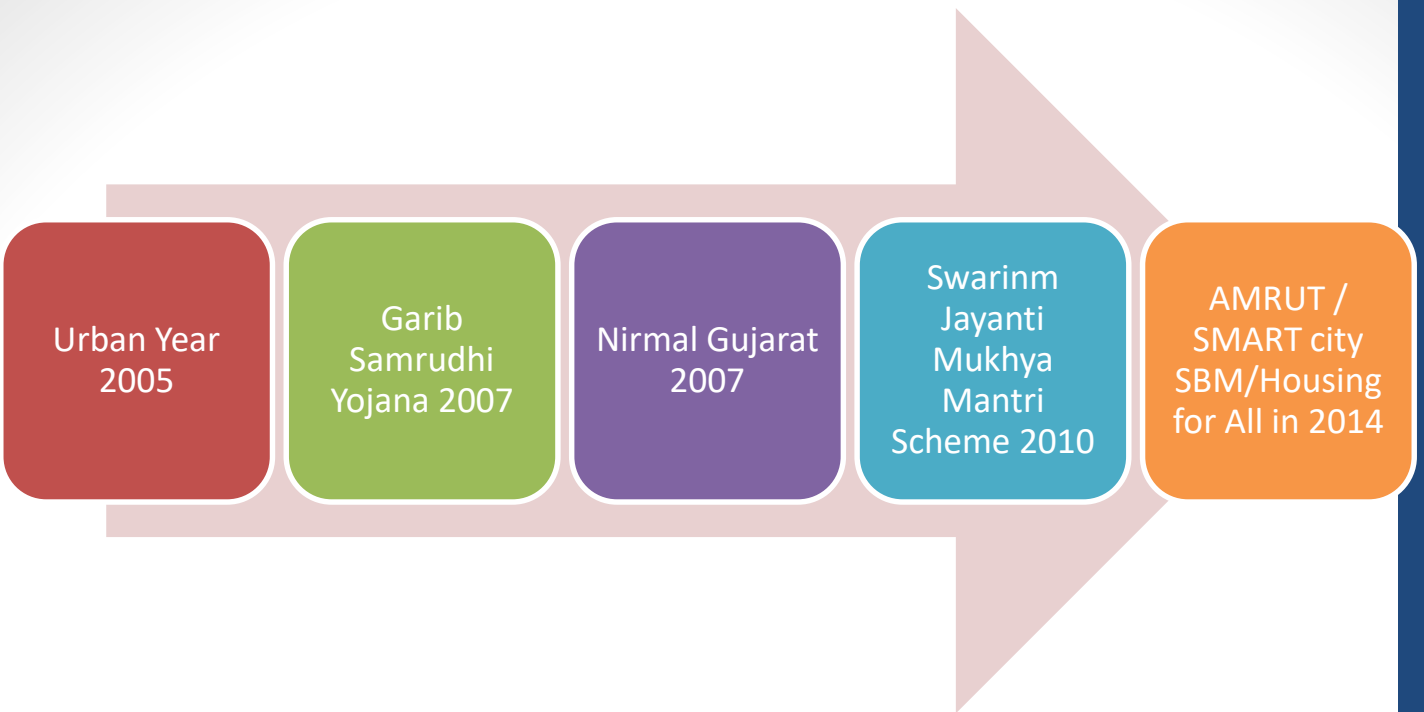 Urban Year
2005
Garib
Samrudhi
Yojana 2007
Nirmal Gujarat
2007
Swarinm
Jayanti
Mukhya
Mantri
Scheme 2010
AMRUT /
SMART city
SBM/Housing
for All in 2014